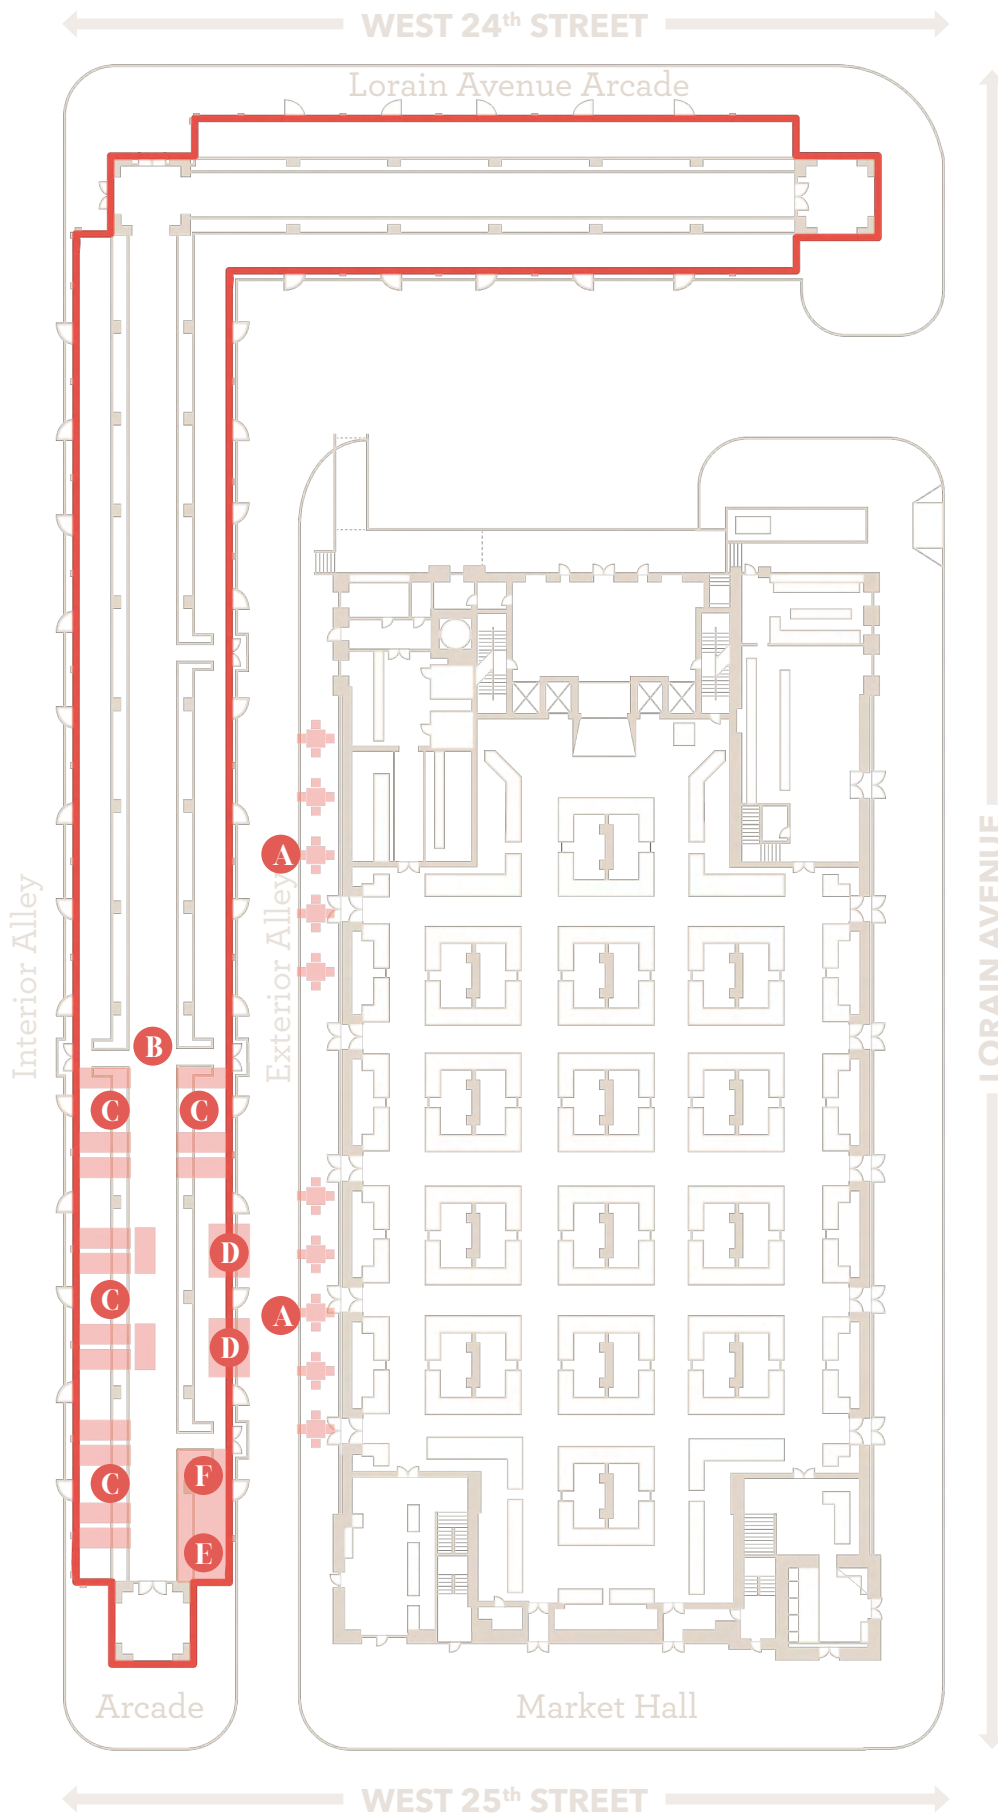 WEST 24th STREET
Lorain Avenue Arcade
A
Interior Alley
Exterior Alley
LORAIN AVENUE
B
C
C
D
A
C
D
F
C
E
Arcade
Market Hall
WEST 25th STREET